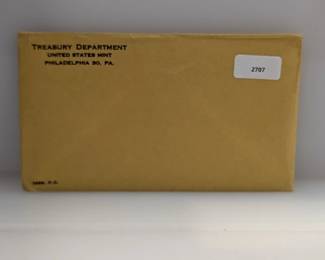 TREASURY DEPARTMENT
UNITED STATES MINT
PHILADELPHIA 30, PA.
2707